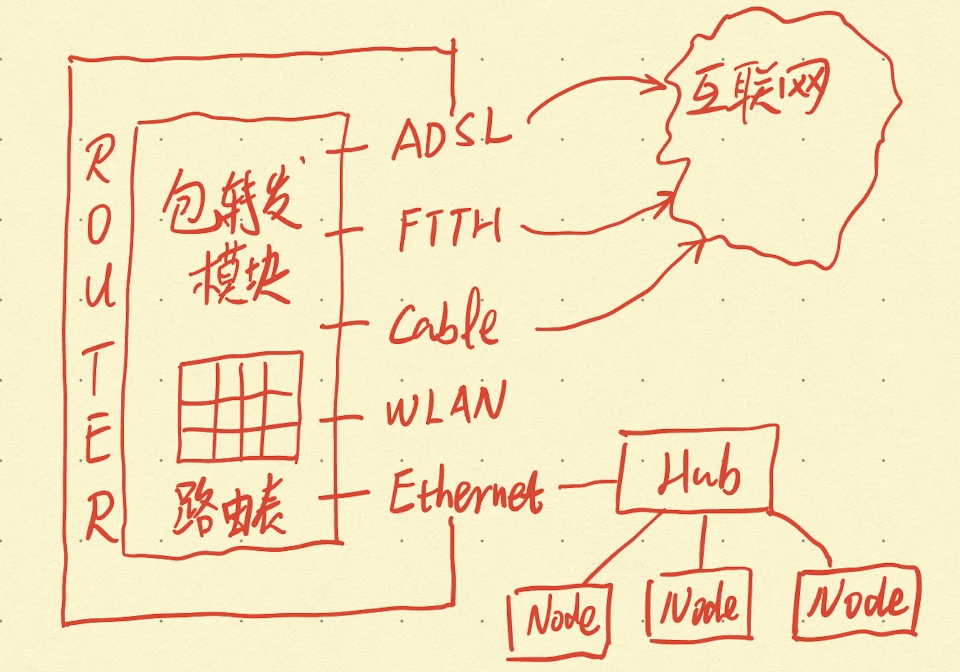 ROUTER
包转发
模块
路由表
ADSL
FTTH
Cable
WLAN
Ethernet
互联网
Hub
Node
Node
Node